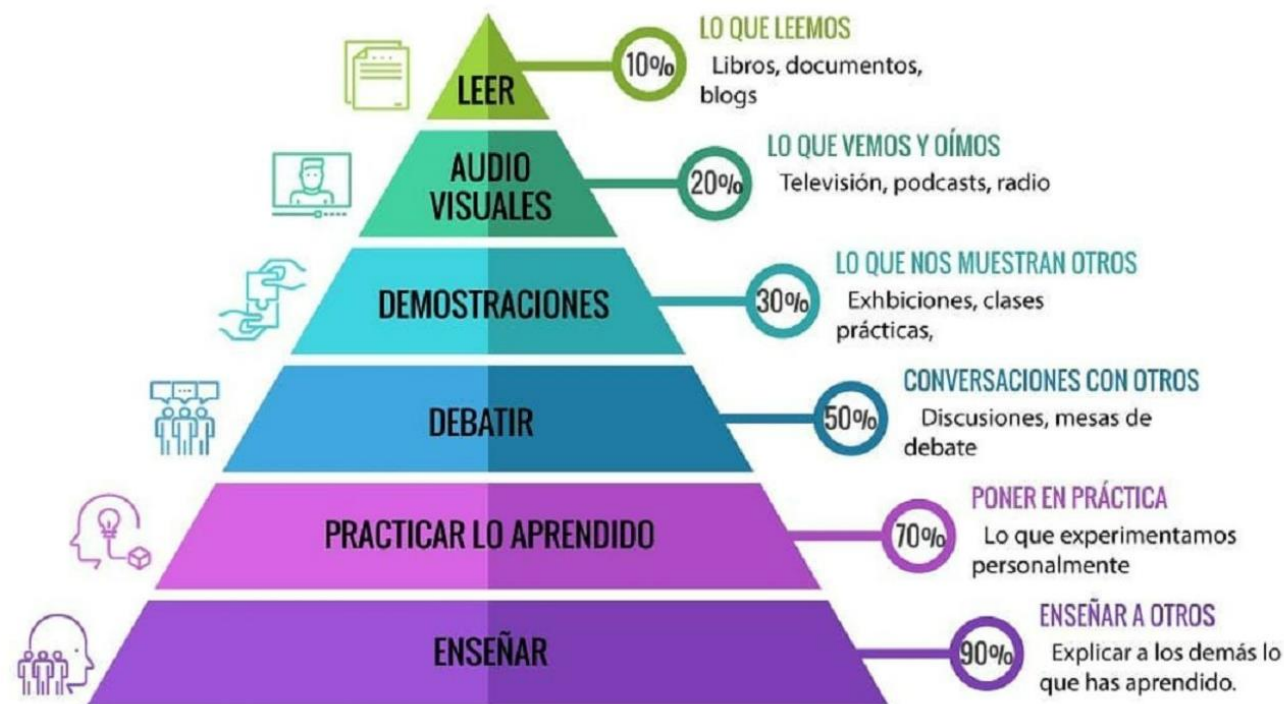 LEER
10%
LO QUE LEEMOS
Libros, documentos,
blogs
AUDIO
VISUALES
20%
LO QUE VEMOS Y OÍMOS
Televisión, podcasts, radio
DEMOSTRACIONES
30%
LO QUE NOS MUESTRAN OTROS
Exhbiciones, clases
prácticas,
DEBATIR
50%
CONVERSACIONES CON OTROS
Discusiones, mesas de
debate
PRACTICAR LO APRENDIDO
70%
PONER EN PRÁCTICA
Lo que experimentamos
personalmente
ENSEÑAR
90%
ENSEÑAR A OTROS
Explicar a los demás lo
que has aprendido.